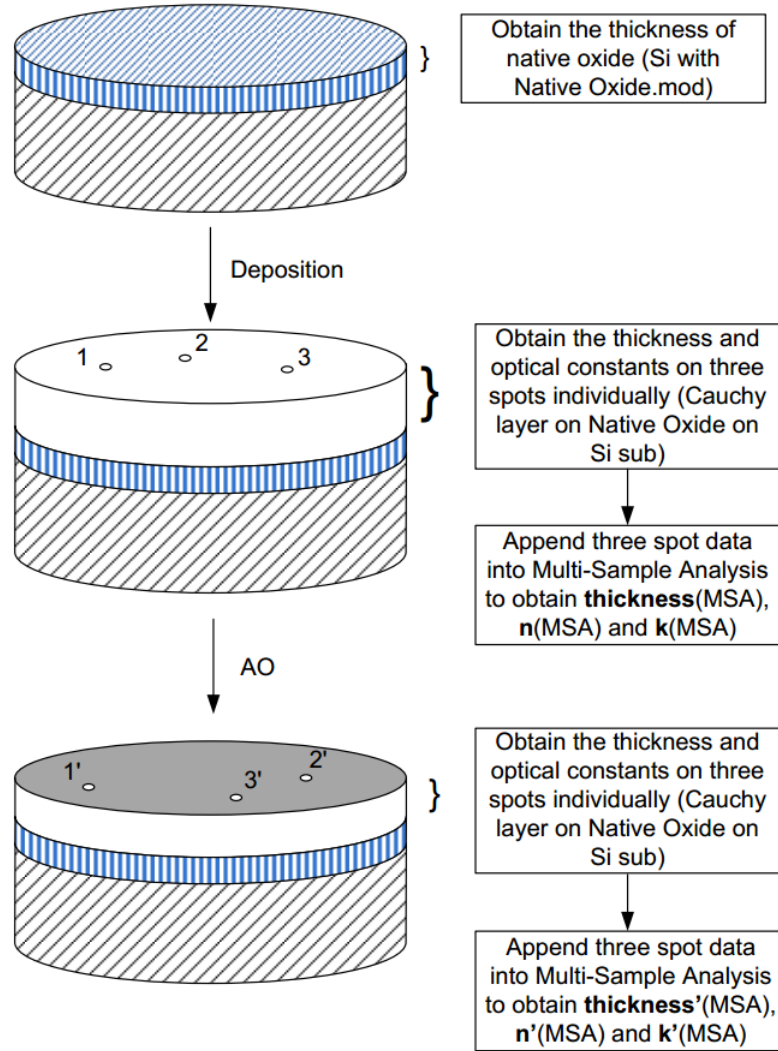 Obtain the thickness of
native oxide (Si with
Native Oxide.mod)
}
Deposition
1
2
3
}
Obtain the thickness and
optical constants on three
spots individually (Cauchy
layer on Native Oxide on
Si sub)
Append three spot data
into Multi-Sample Analysis
to obtain thickness(MSA),
n(MSA) and k(MSA)
AO
1'
2'
3'
}
Obtain the thickness and
optical constants on three
spots individually (Cauchy
layer on Native Oxide on
Si sub)
Append three spot data
into Multi-Sample Analysis
to obtain thickness’(MSA),
n’(MSA) and k’(MSA)